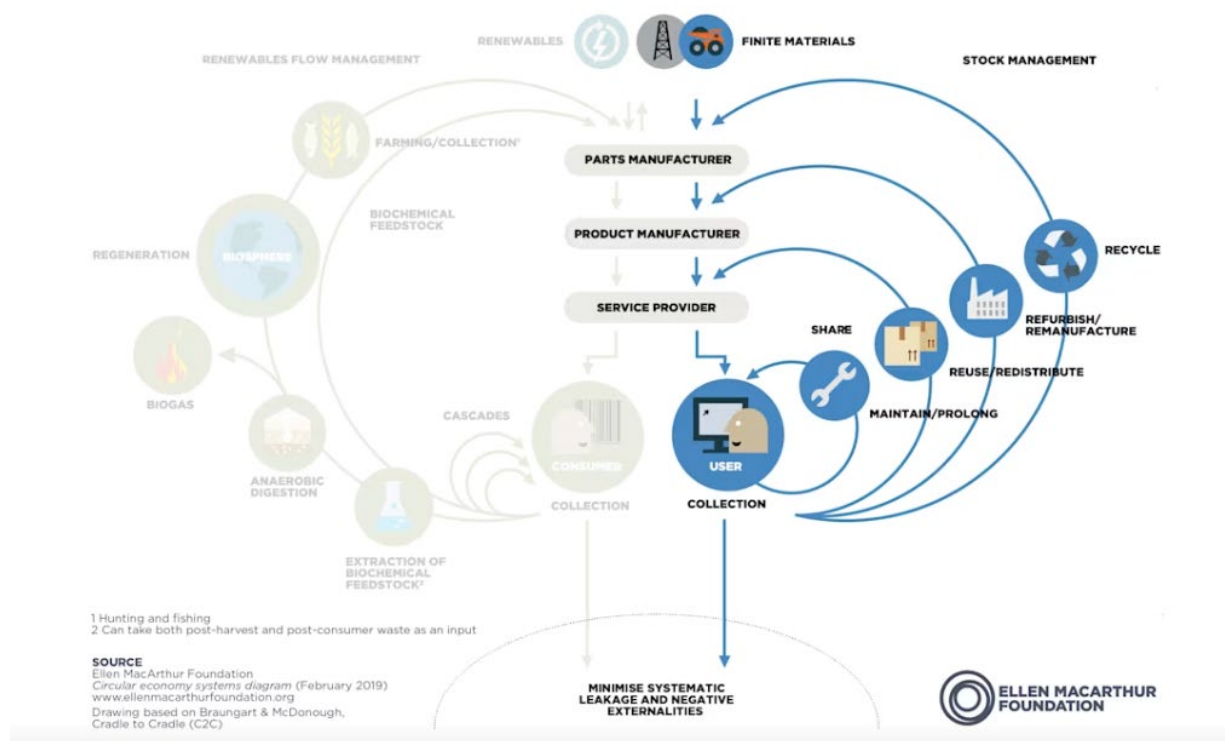 RENEWABLES
FINITE MATERIALS
RENEWABLES FLOW MANAGEMENT
STOCK MANAGEMENT
FARMING/COLLECTION¹
PARTS MANUFACTURER
BIOCHEMICAL
FEEDSTOCK
PRODUCT MANUFACTURER
REGENERATION
BIOSPHERE
RECYCLE
SERVICE PROVIDER
SHARE
REFURBISH/
REMANUFACTURE
REUSE/REDISTRIBUTE
BIOGAS
CASCADES
MAINTAIN/PROLONG
CONSUMER
USER
ANAEROBIC
DIGESTION
COLLECTION
COLLECTION
EXTRACTION OF
BIOCHEMICAL
FEEDSTOCK²
1 Hunting and fishing
2 Can take both post-harvest and post-consumer waste as an input
SOURCE
Ellen MacArthur Foundation
Circular economy systems diagram (February 2019)
www.ellenmacarthurfoundation.org
Drawing based on Braungart & McDonough,
Cradle to Cradle (C2C)
MINIMISE SYSTEMATIC
LEAKAGE AND NEGATIVE
EXTERNALITIES
ELLEN MACARTHUR
FOUNDATION